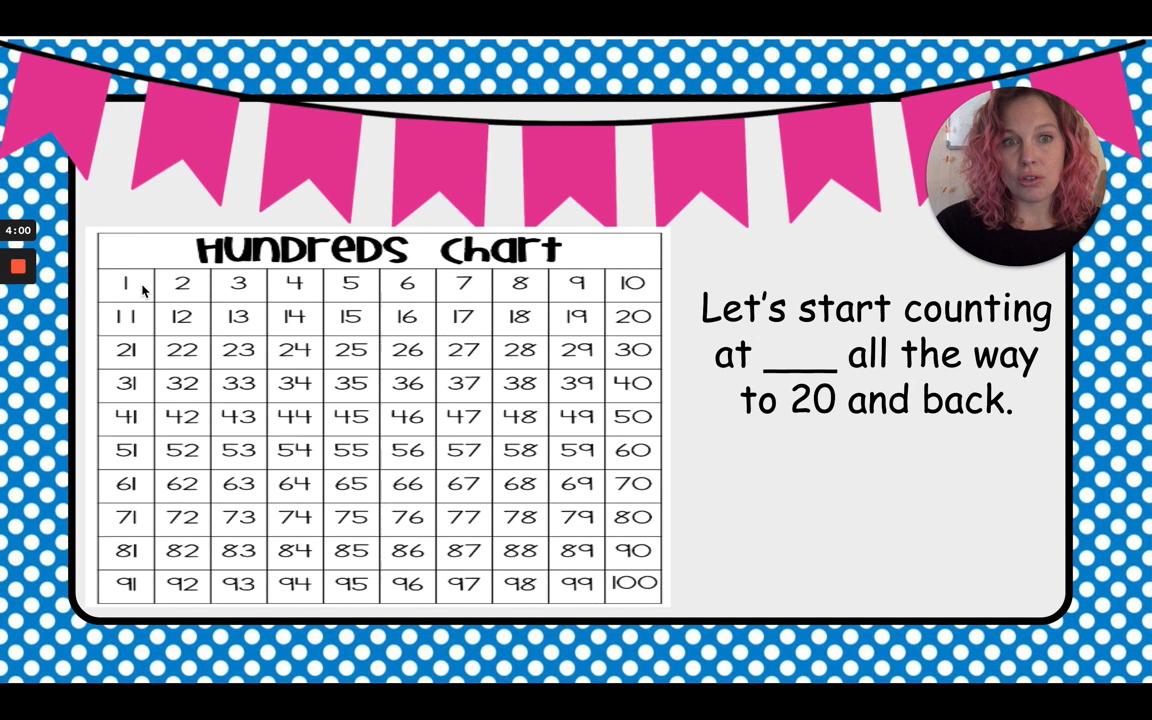 4:00
Hundreds Chart
1 2 3 4 5 6 7 8 9 10
11 12 13 14 15 16 17 18 19 20
21 22 23 24 25 26 27 28 29 30
31 32 33 34 35 36 37 38 39 40
41 42 43 44 45 46 47 48 49 50
51 52 53 54 55 56 57 58 59 60
61 62 63 64 65 66 67 68 69 70
71 72 73 74 75 76 77 78 79 80
81 82 83 84 85 86 87 88 89 90
91 92 93 94 95 96 97 98 99 100
Let's start counting
at ____ all the way
to 20 and back.